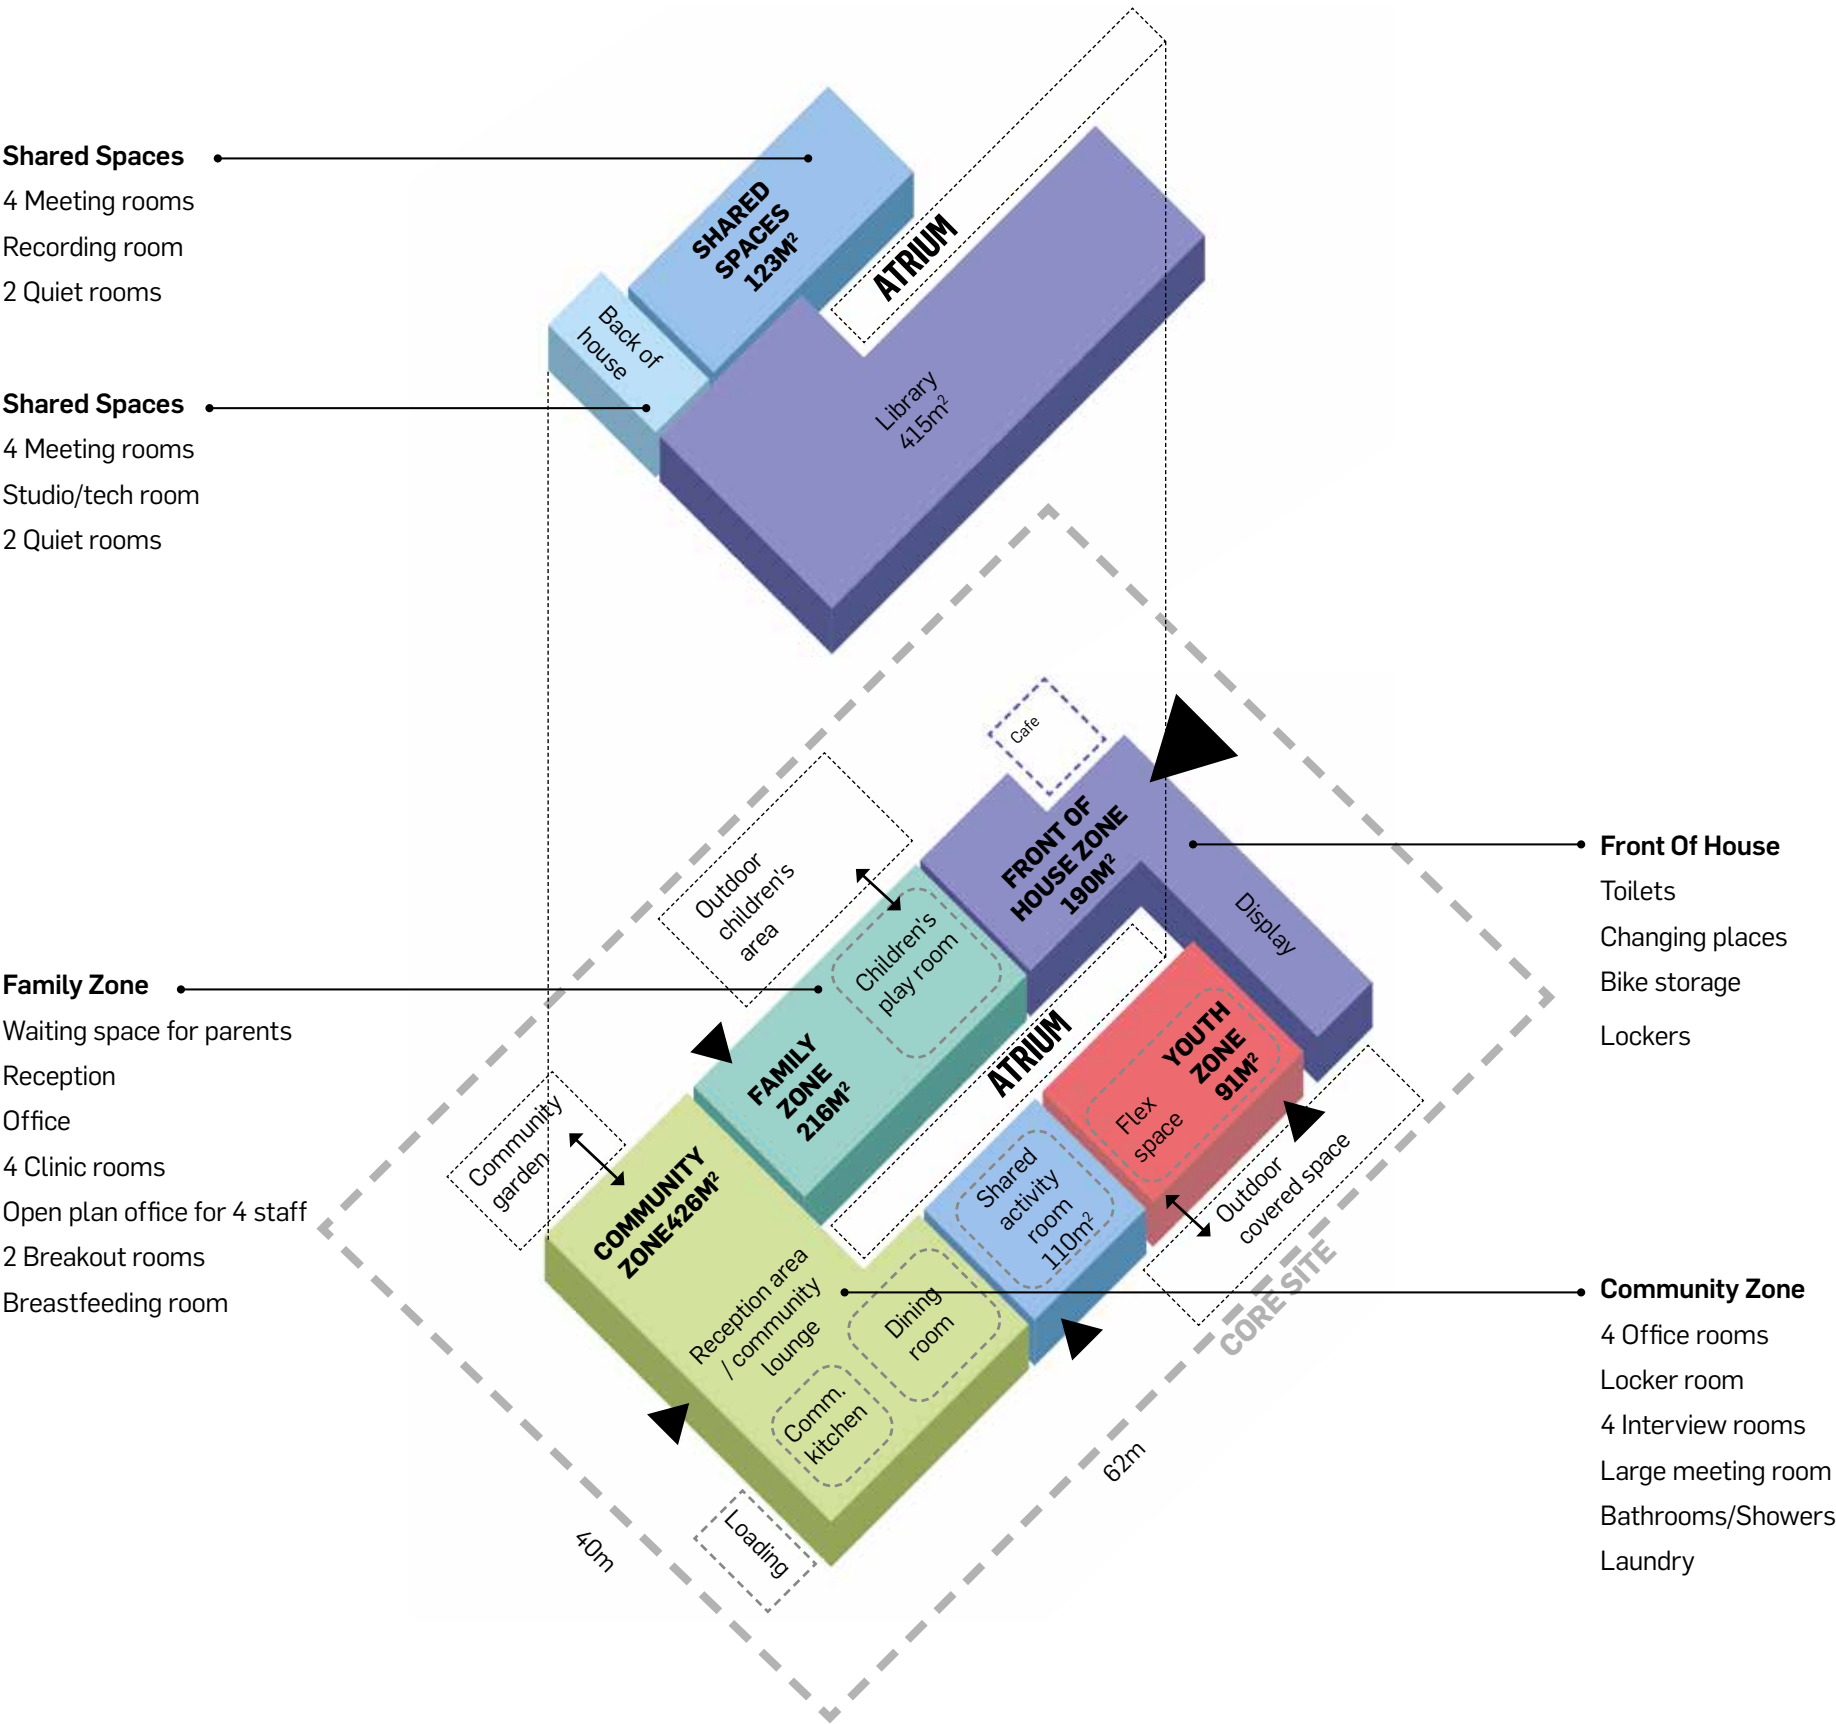 Shared Spaces
4 Meeting rooms
Recording room
2 Quiet rooms
Shared Spaces
4 Meeting rooms
Studio/tech room
2 Quiet rooms
SHARED
SPACES
123M²
ATRIUM
Back of
house
Library
415m²
Cafe
FRONT OF
HOUSE ZONE
190M²
Display
Front Of House
Toilets
Changing places
Bike storage
Lockers
Outdoor
children's
area
Children's
play room
Family Zone
Waiting space for parents
Reception
Office
4 Clinic rooms
Open plan office for 4 staff
2 Breakout rooms
Breastfeeding room
FAMILY
ZONE
216M²
ATRIUM
YOUTH
ZONE
91M²
Flex
space
Outdoor
covered space
Community
garden
COMMUNITY
ZONE426M²
Shared
activity
room
110m²
Reception area
/ community
lounge
Dining
room
Comm.
kitchen
Loading
CORE SITE
62m
40m
Community Zone
4 Office rooms
Locker room
4 Interview rooms
Large meeting room
Bathrooms/Showers
Laundry